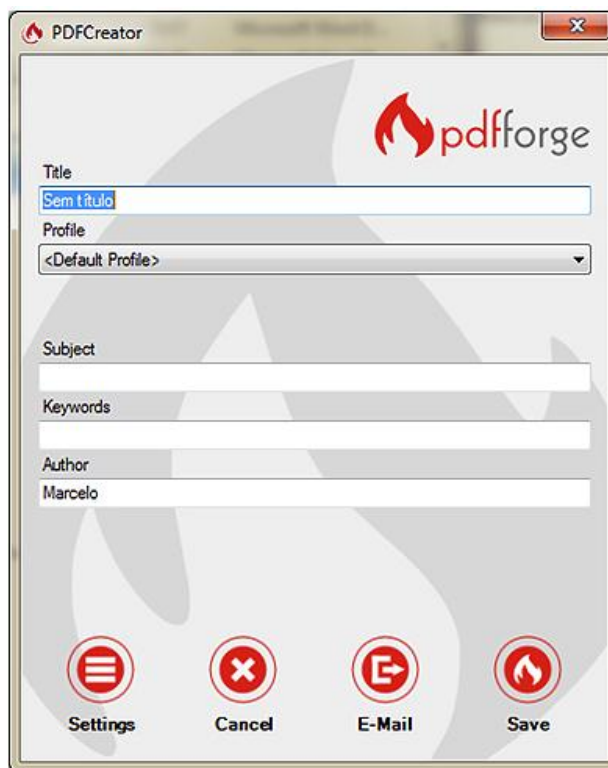 PDFCreator
pdfforge
Title
Sem título
Profile
<Default Profile>
Subject
Keywords
Author
Marcelo
Settings
Cancel
E-Mail
Save